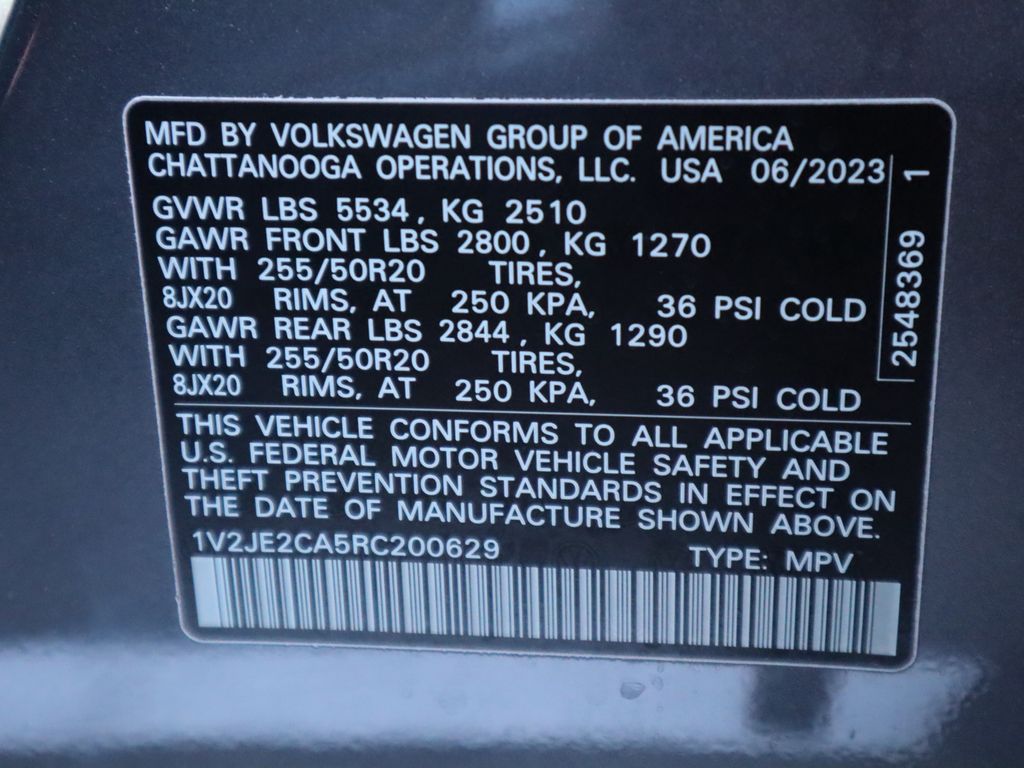 MFD BY VOLKSWAGEN GROUP OF AMERICA
CHATTANOOGA OPERATIONS, LLC. USA 06/2023
GVWR LBS 5534, KG 2510
GAWR FRONT LBS 2800, KG 1270
WITH 255/50R20 TIRES,
8JX20 RIMS, AT 250 KPA, 36 PSI COLD
GAWR REAR LBS 2844, KG 1290
WITH 255/50R20 TIRES,
8JX20 RIMS, AT 250 KPA, 36 PSI COLD
2548369 1
THIS VEHICLE CONFORMS TO ALL APPLICABLE
U.S. FEDERAL MOTOR VEHICLE SAFETY AND
THEFT PREVENTION STANDARDS IN EFFECT ON
THE DATE OF MANUFACTURE SHOWN ABOVE.
1V2JE2CA5RC200629 TYPE: MPV